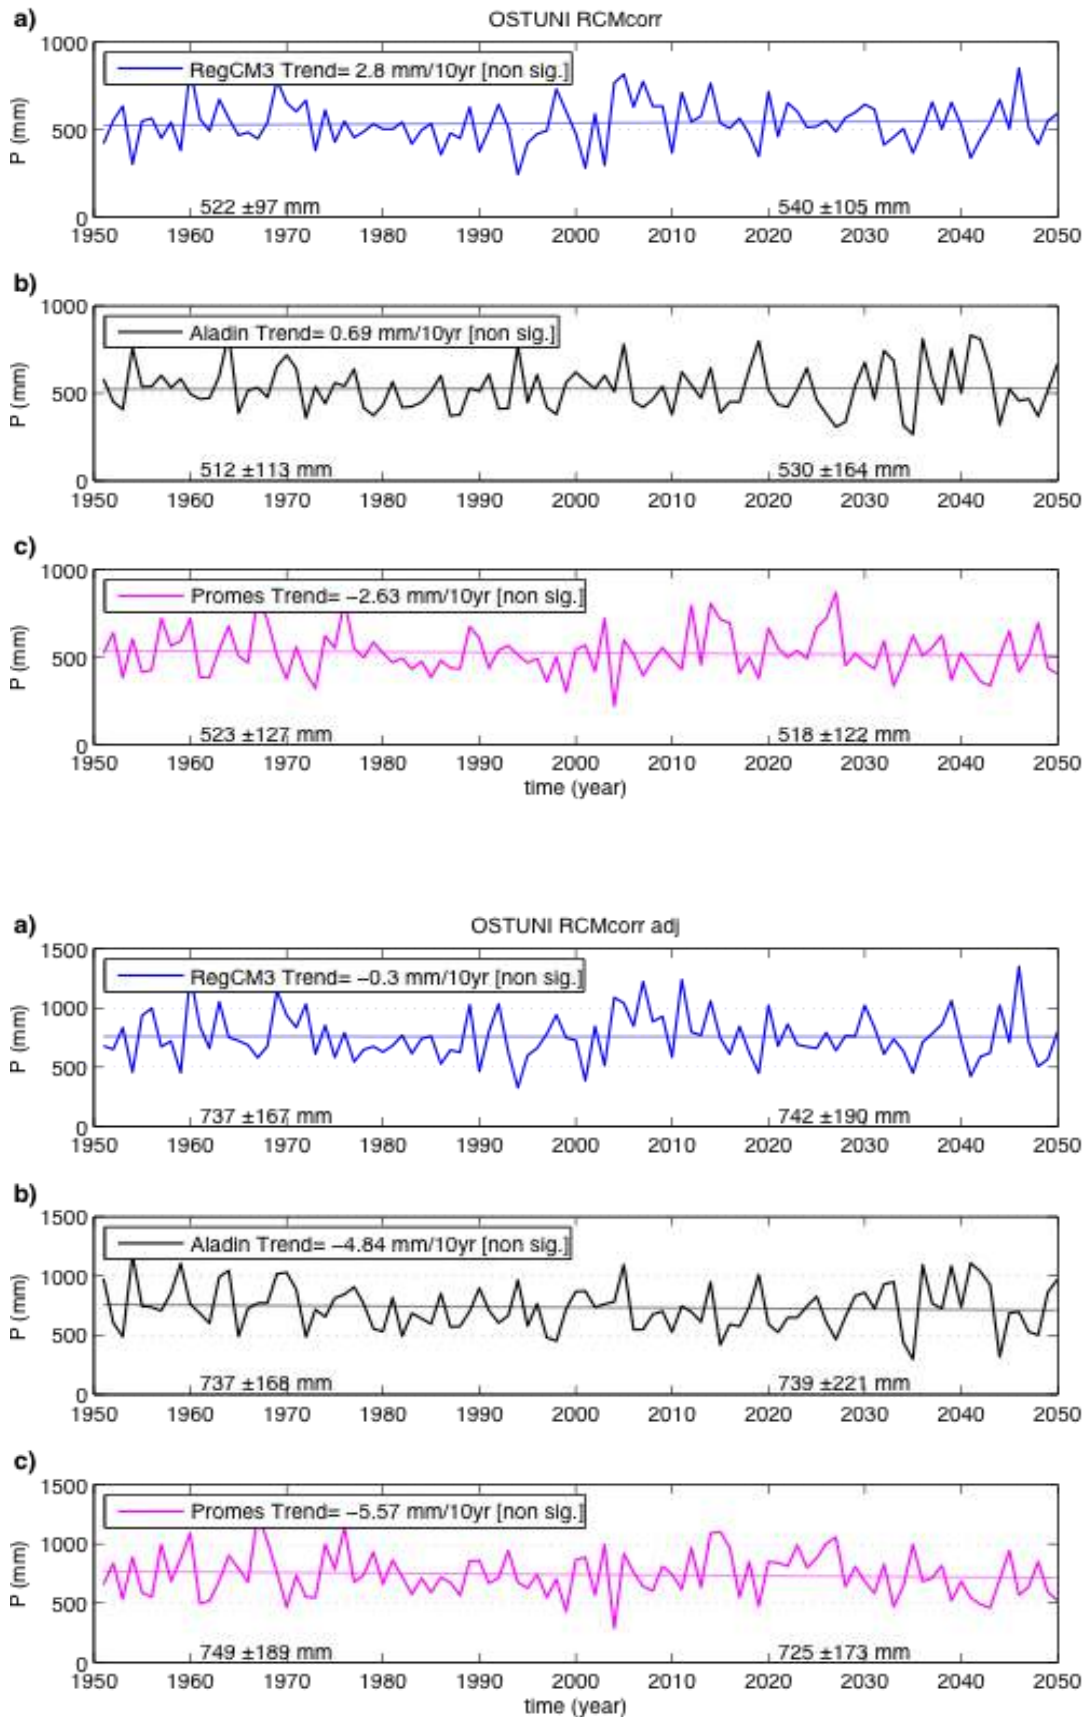 a)
OSTUNI RCMcorr
1000
500
0
P (mm)
RegCM3 Trend= 2.8 mm/10yr [non sig.]
522 ±97 mm
540 ±105 mm
1950 1960 1970 1980 1990 2000 2010 2020 2030 2040 2050
b)
1000
500
0
P (mm)
Aladin Trend= 0.69 mm/10yr [non sig.]
512 ±113 mm
530 ±164 mm
1950 1960 1970 1980 1990 2000 2010 2020 2030 2040 2050
c)
1000
500
0
P (mm)
Promes Trend= −2.63 mm/10yr [non sig.]
523 ±127 mm
518 ±122 mm
1950 1960 1970 1980 1990 2000 2010 2020 2030 2040 2050
time (year)
a)
OSTUNI RCMcorr adj
1500
1000
500
0
P (mm)
RegCM3 Trend= −0.3 mm/10yr [non sig.]
737 ±167 mm
742 ±190 mm
1950 1960 1970 1980 1990 2000 2010 2020 2030 2040 2050
b)
1500
1000
500
0
P (mm)
Aladin Trend= −4.84 mm/10yr [non sig.]
737 ±168 mm
739 ±221 mm
1950 1960 1970 1980 1990 2000 2010 2020 2030 2040 2050
c)
1500
1000
500
0
P (mm)
Promes Trend= −5.57 mm/10yr [non sig.]
749 ±189 mm
725 ±173 mm
1950 1960 1970 1980 1990 2000 2010 2020 2030 2040 2050
time (year)